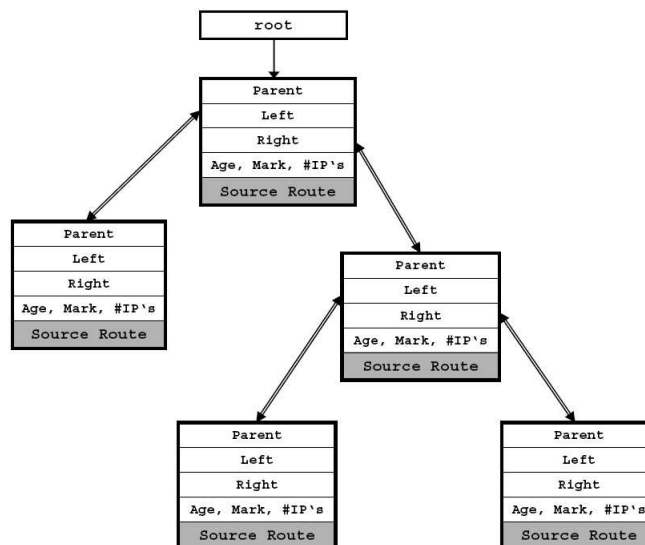 root
Parent
Left
Right
Age, Mark, #IP‘s
Source Route
Parent
Left
Right
Age, Mark, #IP‘s
Source Route
Parent
Left
Right
Age, Mark, #IP‘s
Source Route
Parent
Left
Right
Age, Mark, #IP‘s
Source Route
Parent
Left
Right
Age, Mark, #IP‘s
Source Route